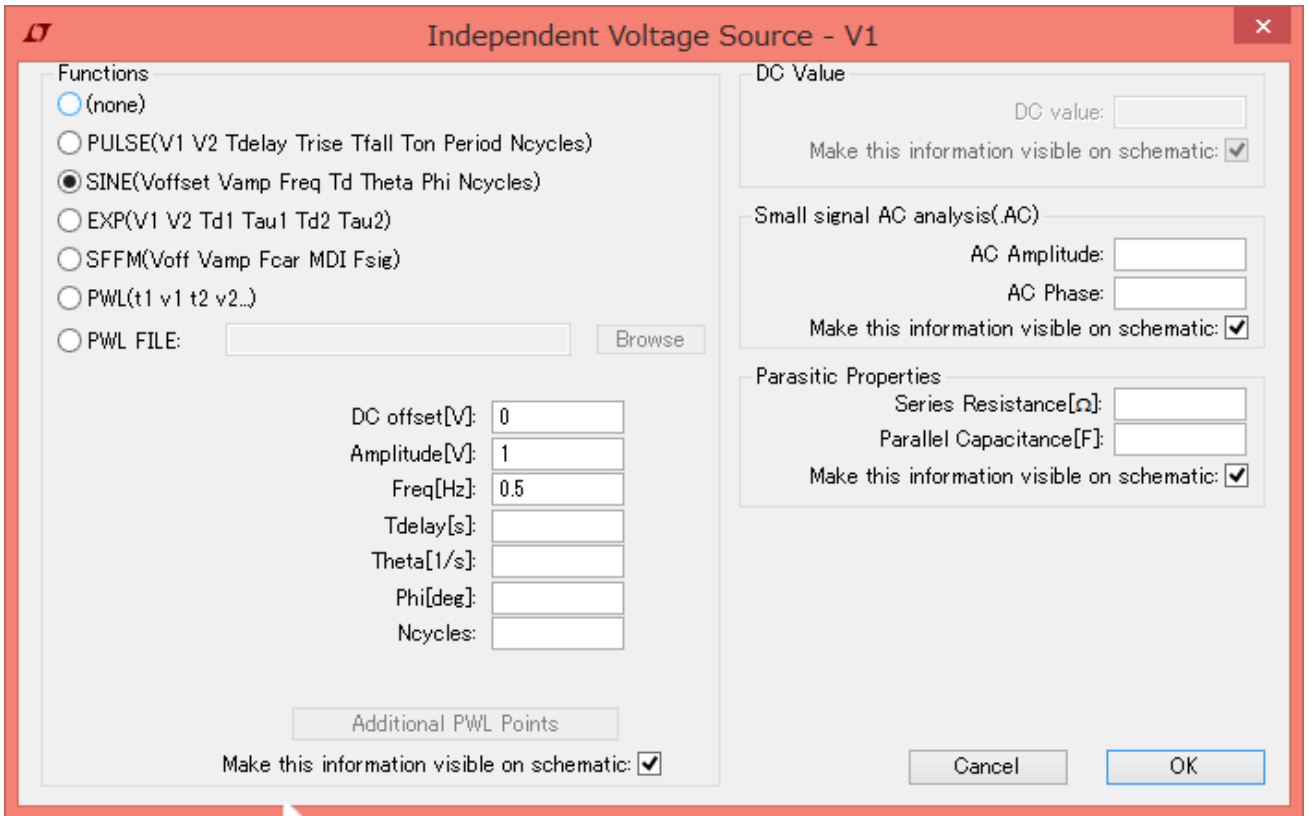 Independent Voltage Source - V1
Functions
(none)
PULSE(V1 V2 Tdelay Trise Tfall Ton Period Ncycles)
SINE(Voffset Vamp Freq Td Theta Phi Ncycles)
EXP(V1 V2 Td1 Tau1 Td2 Tau2)
SFFM(Voff Vamp Fcar MDI Fsig)
PWL(t1 v1 t2 v2...)
PWL FILE:
Browse
DC offset[V]: 0
Amplitude[V]: 1
Freq[Hz]: 0.5
Tdelay[s]:
Theta[1/s]:
Phi[deg]:
Ncycles:
Additional PWL Points
Make this information visible on schematic:
DC Value
DC value:
Make this information visible on schematic:
Small signal AC analysis(.AC)
AC Amplitude:
AC Phase:
Make this information visible on schematic:
Parasitic Properties
Series Resistance[Ω]:
Parallel Capacitance[F]:
Make this information visible on schematic:
Cancel
OK